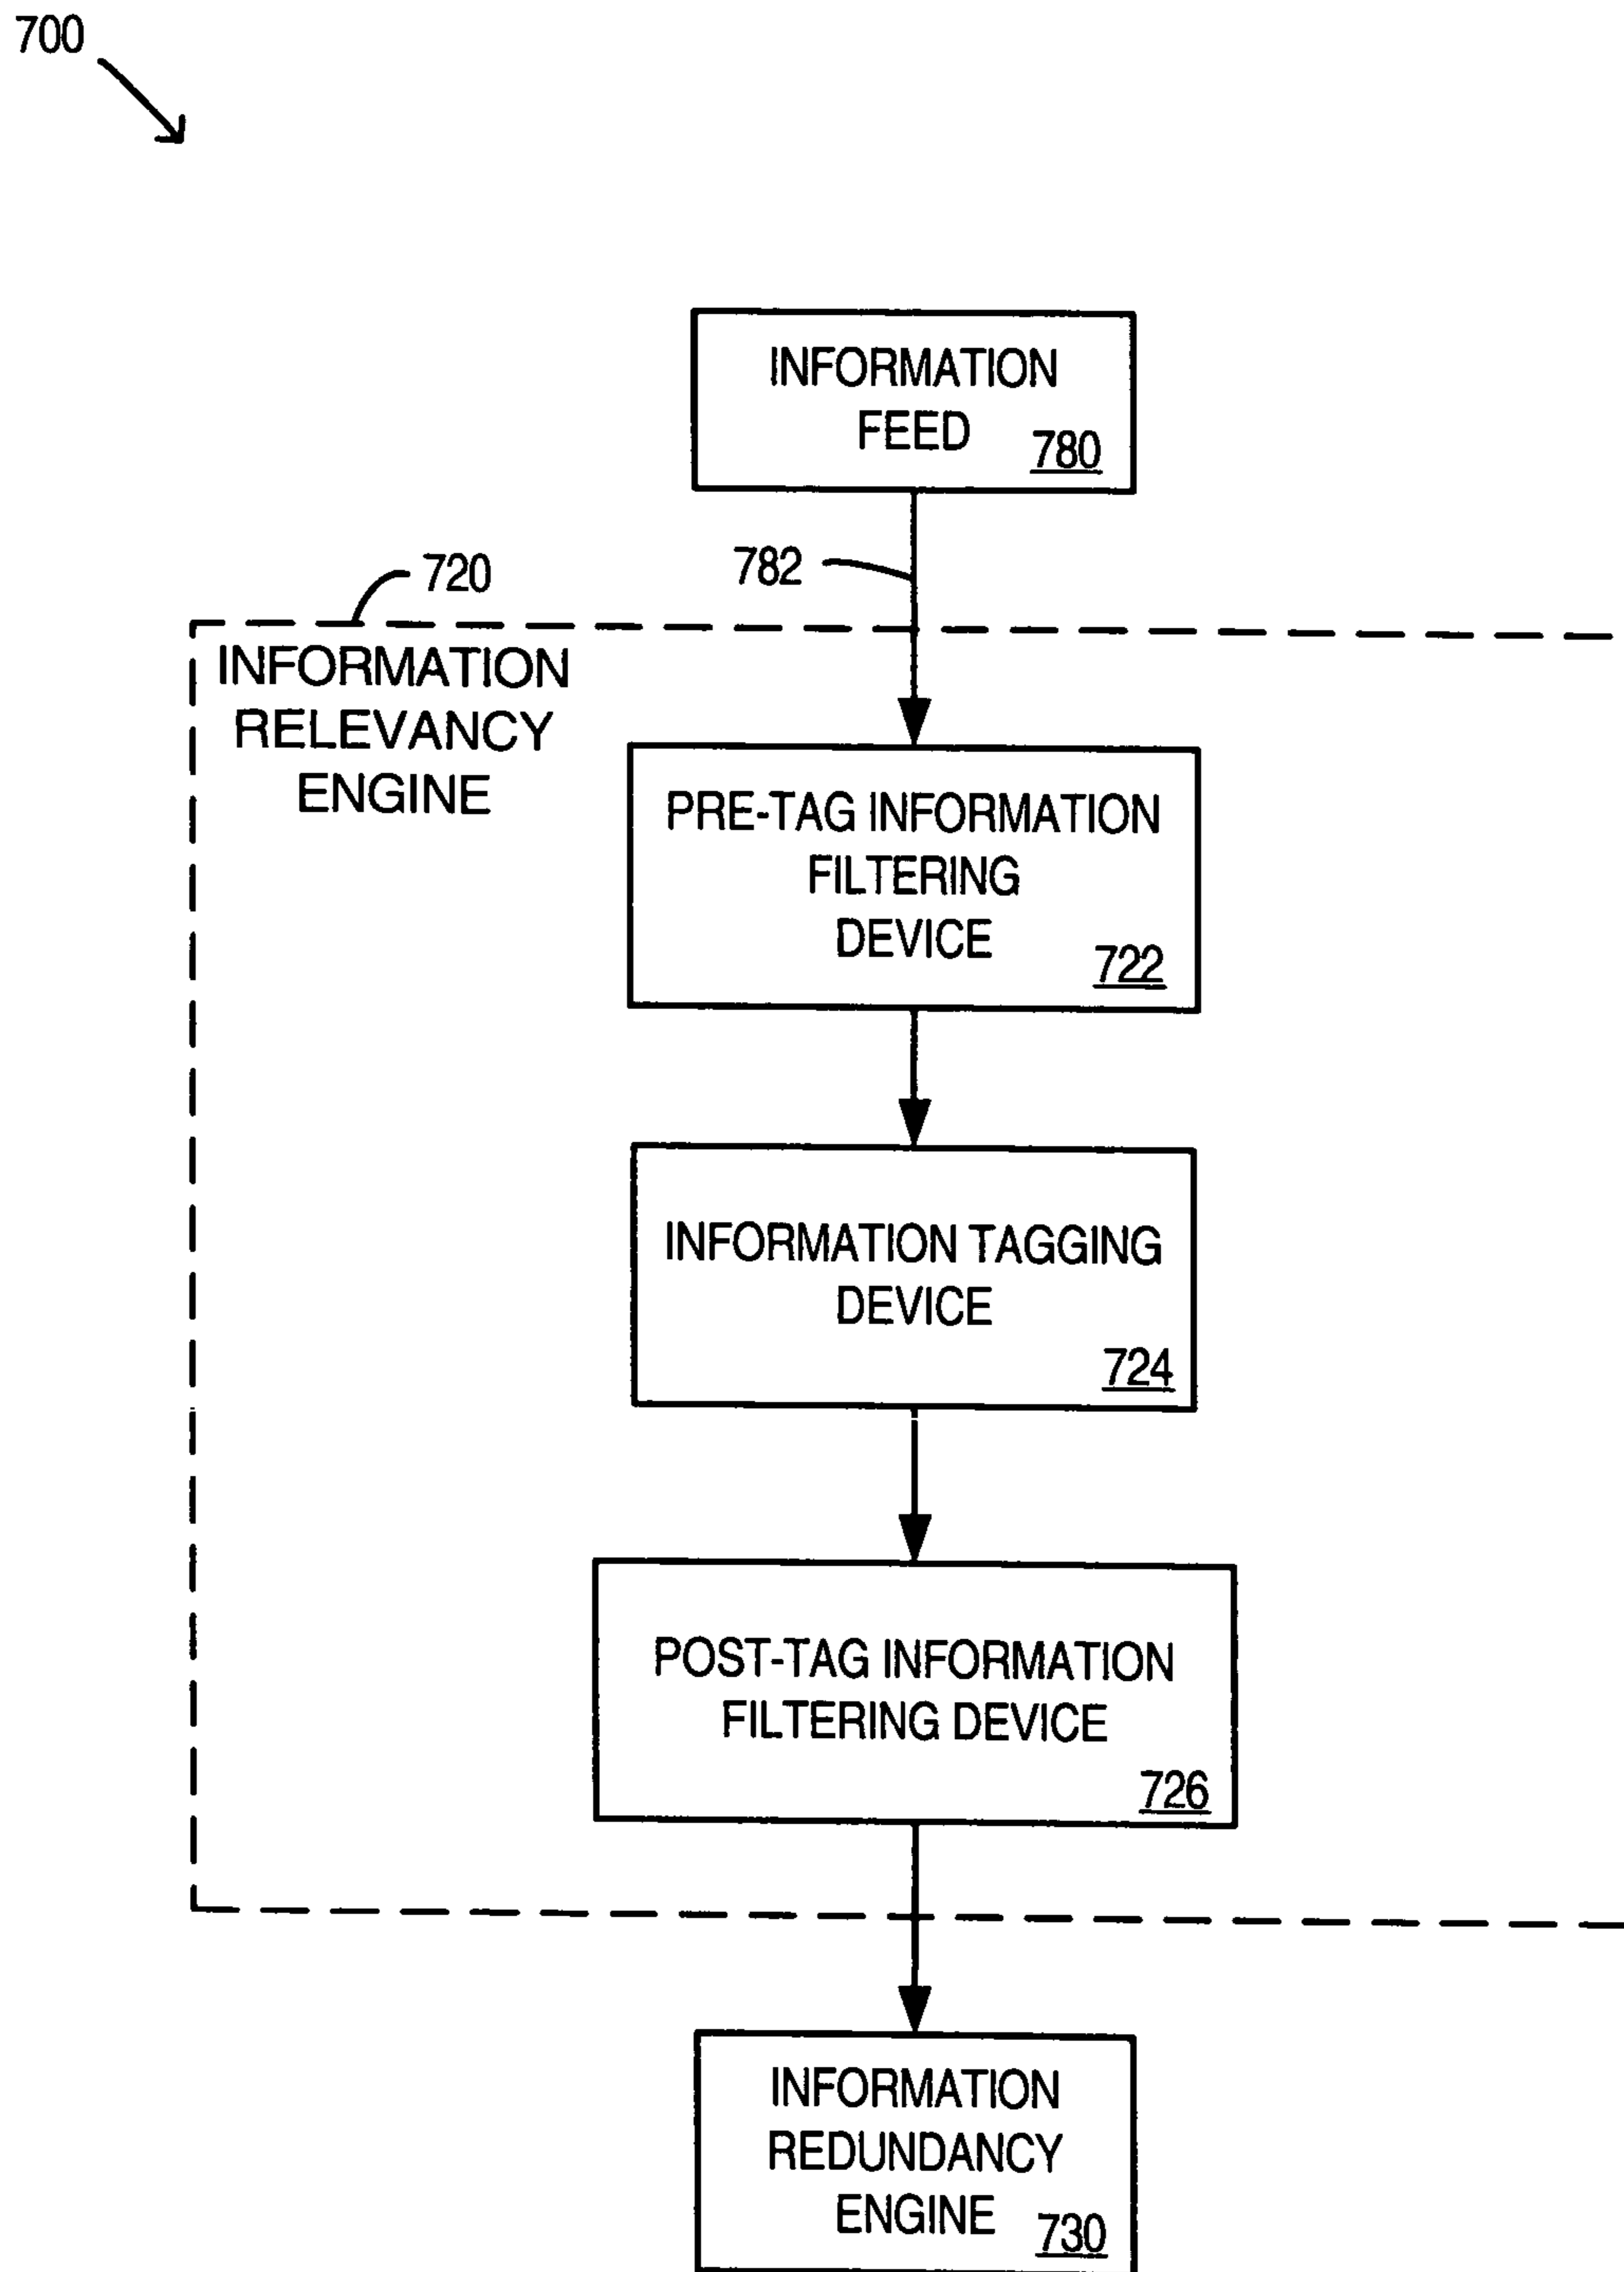 700
INFORMATION
FEED
780
782
720
INFORMATION
RELEVANCY
ENGINE
PRE-TAG INFORMATION
FILTERING
DEVICE
722
INFORMATION TAGGING
DEVICE
724
POST-TAG INFORMATION
FILTERING DEVICE
726
INFORMATION
REDUNDANCY
ENGINE
730